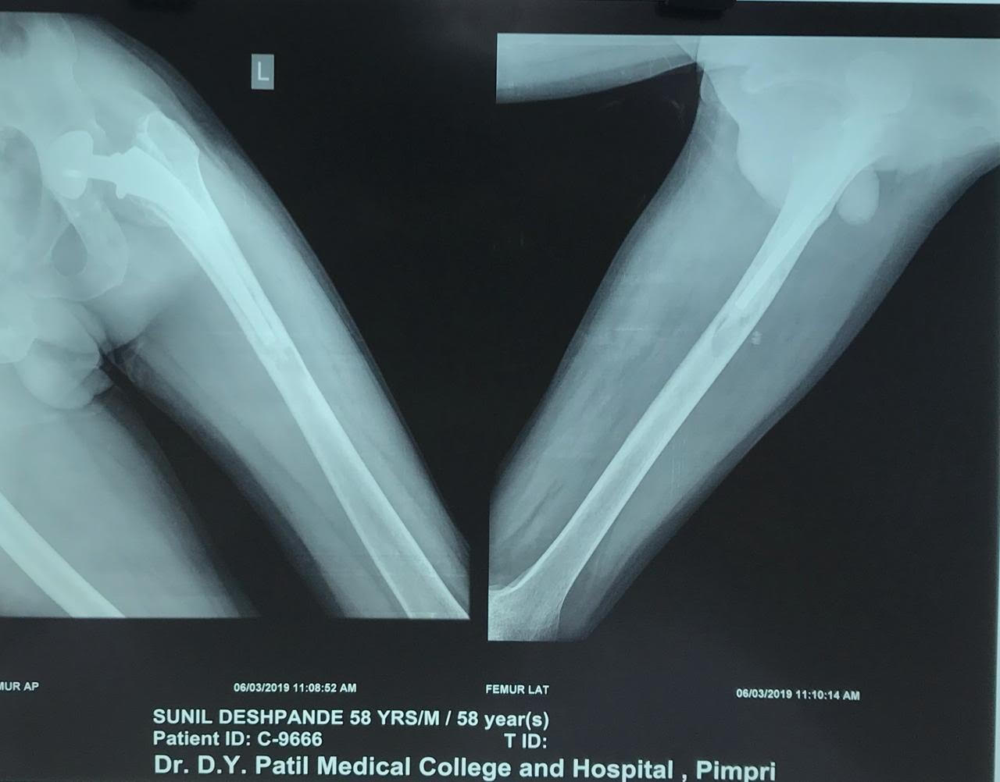 L
MUR AP
06/03/2019 11:08:52 AM
FEMUR LAT
06/03/2019 11:10:14 AM
SUNIL DESHPANDE 58 YRS/M / 58 year(s)
Patient ID: C-9666 T ID:
Dr. D.Y. Patil Medical College and Hospital , Pimpri